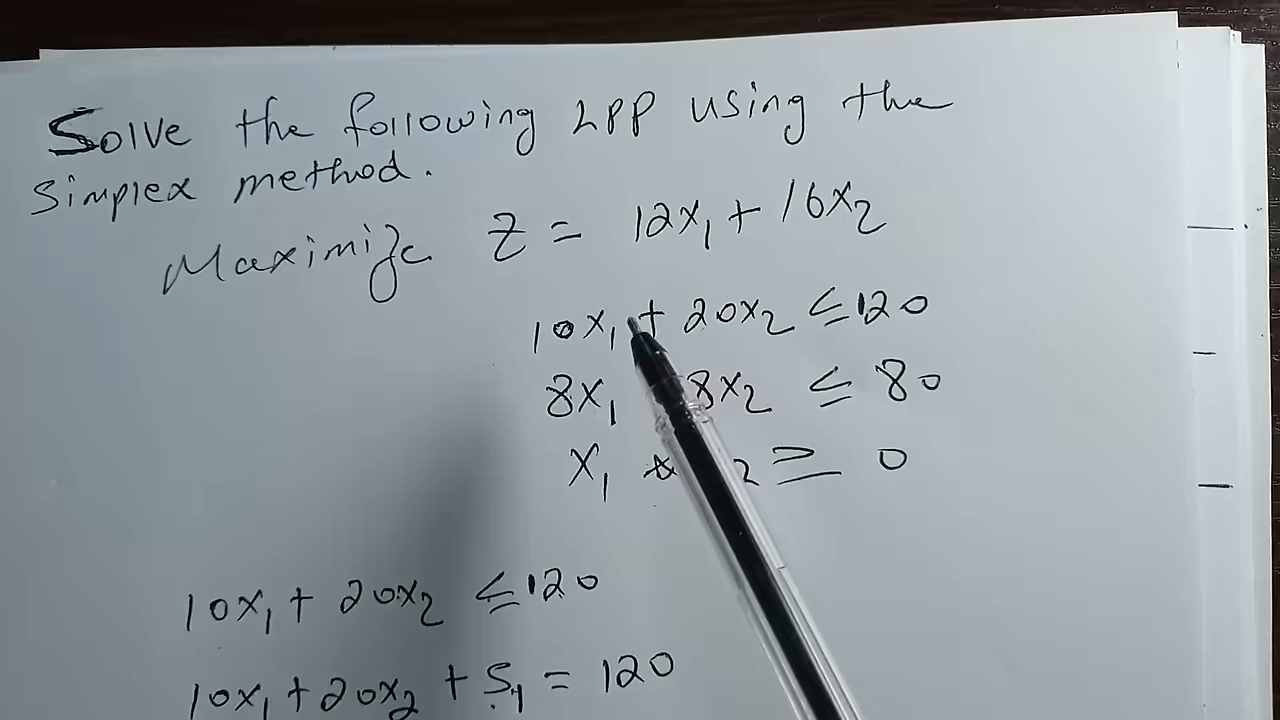 Solve the following LPP using the
simplex method.
Maximize Z = 12x₁ + 16x₂
10x₁ + 20x₂ ≤ 120
8x₁ 8x₂ ≤ 80
x₁ & ₂ ≥ 0
10x₁ + 20x₂ ≤ 120
10x₁ + 20x₂ + S₁ = 120